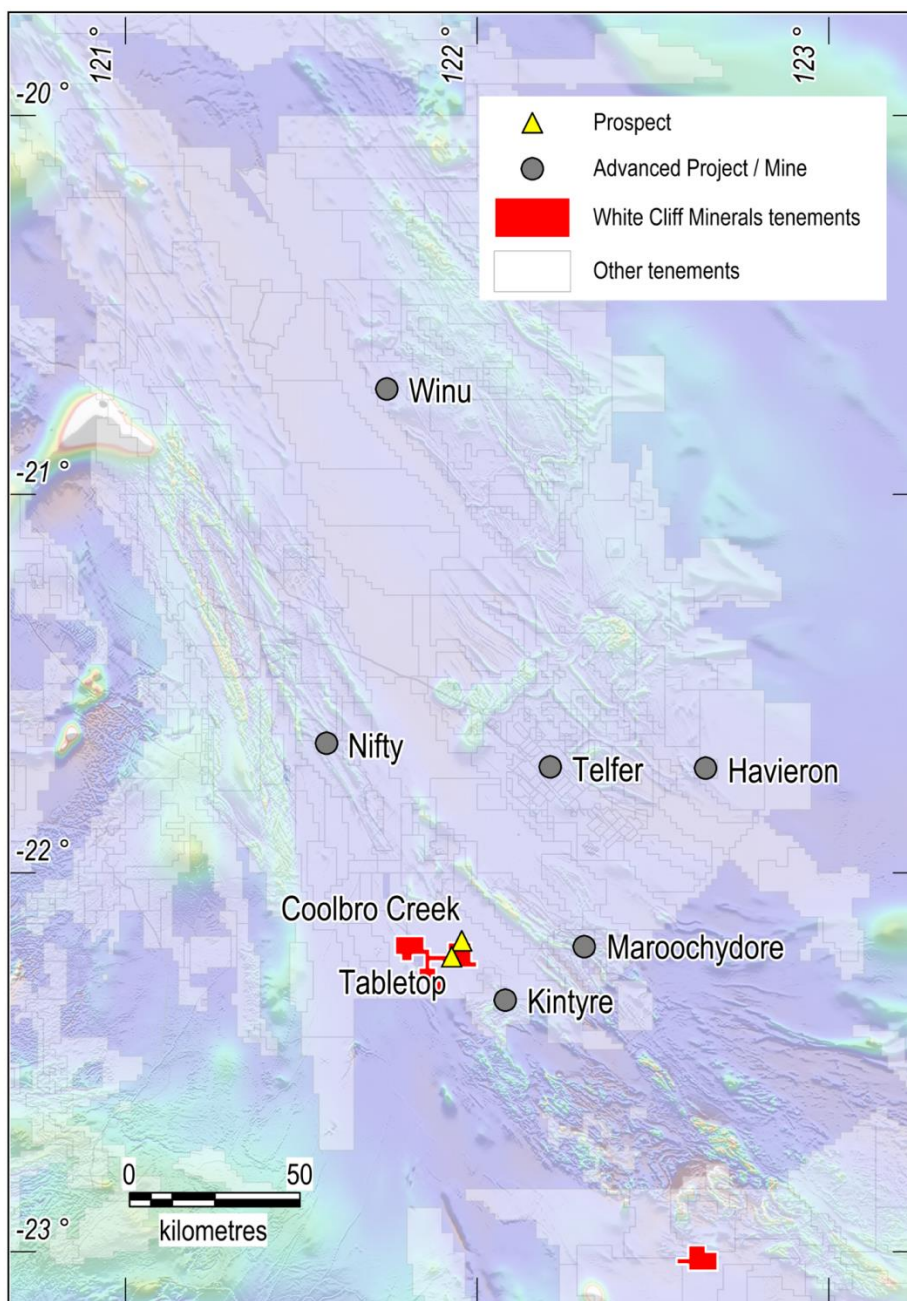 121 °
122 °
123 °
-20 °
Prospect
Advanced Project / Mine
White Cliff Minerals tenements
Other tenements
Winu
-21 °
Nifty
Telfer
Havieron
-22 °
Coolbro Creek
Maroochydore
Tabletop
Kintyre
0 50
kilometres
-23 °